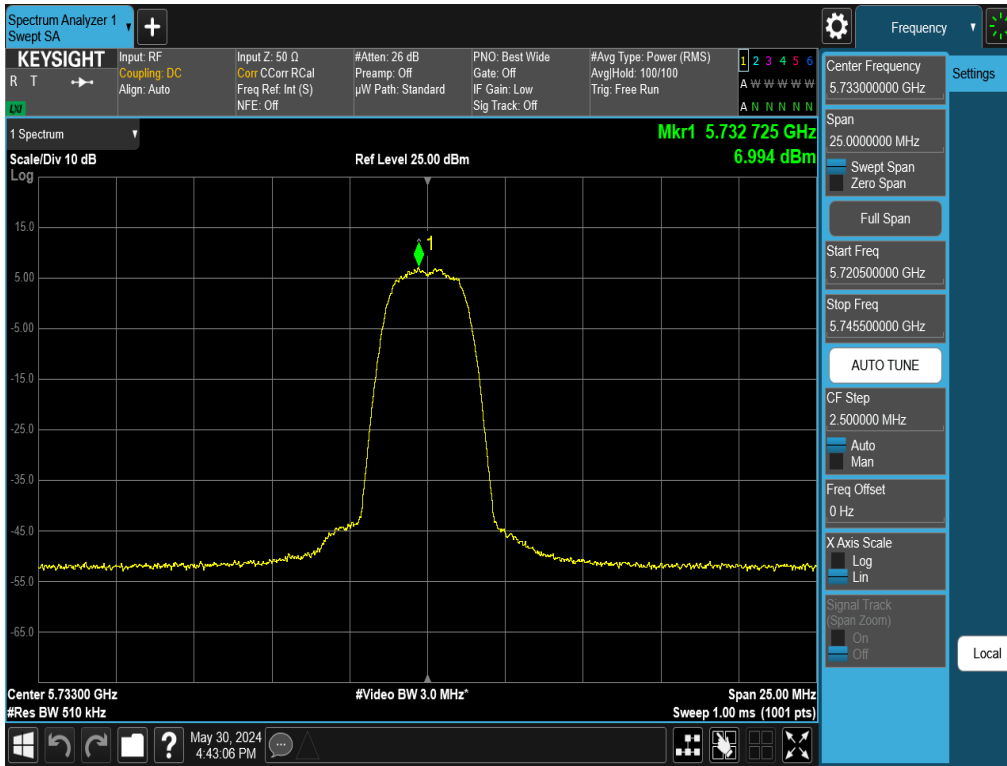 Spectrum Analyzer 1
Swept SA
Frequency
KEYSIGHT
R T
LXI
Input: RF
Coupling: DC
Align: Auto
Input Z: 50 Ω
Corr CCorr RCal
Freq Ref: Int (S)
NFE: Off
#Atten: 26 dB
Preamp: Off
µW Path: Standard
PNO: Best Wide
Gate: Off
IF Gain: Low
Sig Track: Off
#Avg Type: Power (RMS)
Avg|Hold: 100/100
Trig: Free Run
1 2 3 4 5 6
A W W W W W
A N N N N N
1 Spectrum
Scale/Div 10 dB
Log
Ref Level 25.00 dBm
Mkr1 5.732 725 GHz
6.994 dBm
1
15.0
5.00
-5.00
-15.0
-25.0
-35.0
-45.0
-55.0
-65.0
Center 5.73300 GHz
#Res BW 510 kHz
#Video BW 3.0 MHz*
Span 25.00 MHz
Sweep 1.00 ms (1001 pts)
Center Frequency
5.733000000 GHz
Settings
Span
25.0000000 MHz
Swept Span
Zero Span
Full Span
Start Freq
5.720500000 GHz
Stop Freq
5.745500000 GHz
AUTO TUNE
CF Step
2.500000 MHz
Auto
Man
Freq Offset
0 Hz
X Axis Scale
Log
Lin
Signal Track
(Span Zoom)
On
Off
Local
?
May 30, 2024
4:43:06 PM